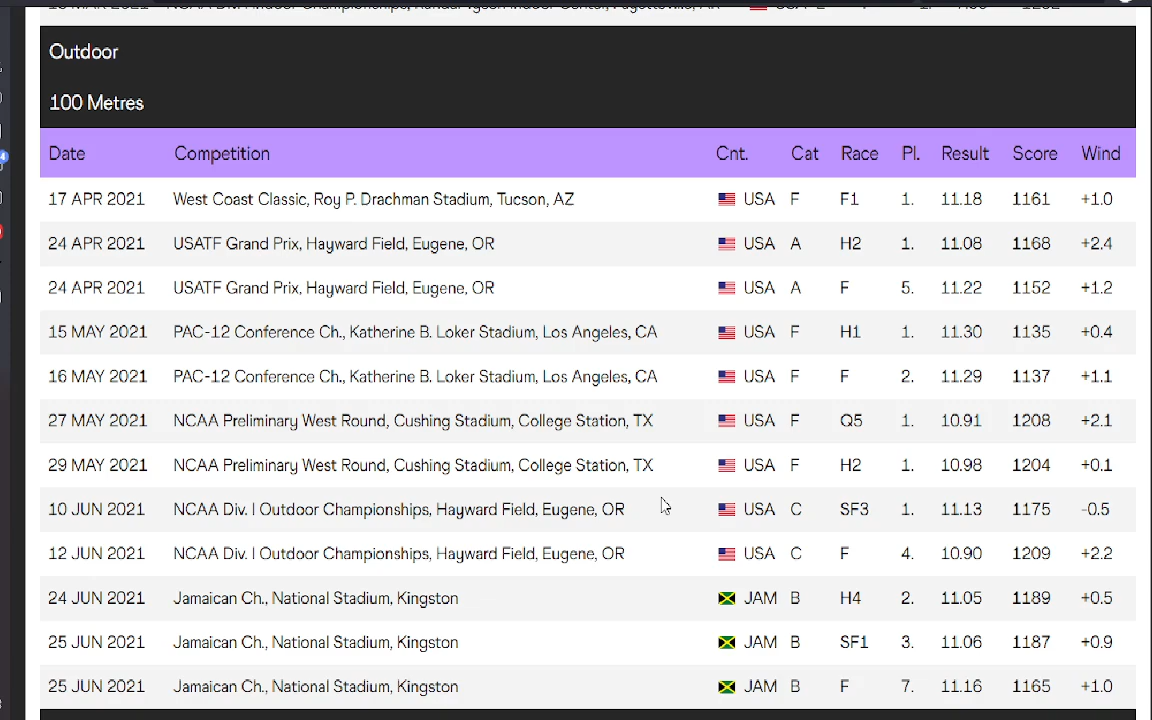 Outdoor
100 Metres
Date Competition Cnt. Cat Race Pl. Result Score Wind
17 APR 2021 West Coast Classic, Roy P. Drachman Stadium, Tucson, AZ USA F F1 1. 11.18 1161 +1.0
24 APR 2021 USATF Grand Prix, Hayward Field, Eugene, OR USA A H2 1. 11.08 1168 +2.4
24 APR 2021 USATF Grand Prix, Hayward Field, Eugene, OR USA A F 5. 11.22 1152 +1.2
15 MAY 2021 PAC-12 Conference Ch., Katherine B. Loker Stadium, Los Angeles, CA USA F H1 1. 11.30 1135 +0.4
16 MAY 2021 PAC-12 Conference Ch., Katherine B. Loker Stadium, Los Angeles, CA USA F F 2. 11.29 1137 +1.1
27 MAY 2021 NCAA Preliminary West Round, Cushing Stadium, College Station, TX USA F Q5 1. 10.91 1208 +2.1
29 MAY 2021 NCAA Preliminary West Round, Cushing Stadium, College Station, TX USA F H2 1. 10.98 1204 +0.1
10 JUN 2021 NCAA Div. I Outdoor Championships, Hayward Field, Eugene, OR USA C SF3 1. 11.13 1175 -0.5
12 JUN 2021 NCAA Div. I Outdoor Championships, Hayward Field, Eugene, OR USA C F 4. 10.90 1209 +2.2
24 JUN 2021 Jamaican Ch., National Stadium, Kingston JAM B H4 2. 11.05 1189 +0.5
25 JUN 2021 Jamaican Ch., National Stadium, Kingston JAM B SF1 3. 11.06 1187 +0.9
25 JUN 2021 Jamaican Ch., National Stadium, Kingston JAM B F 7. 11.16 1165 +1.0